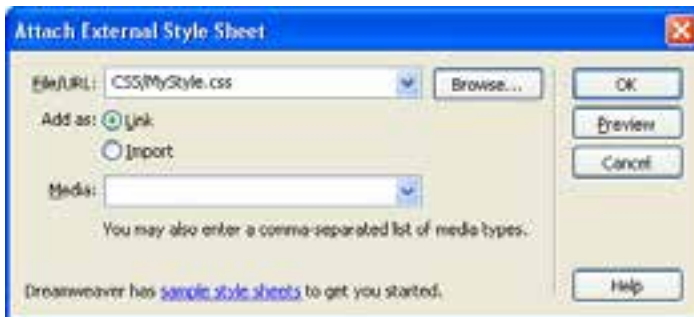 Attach External Style Sheet
File/URL: CSS/MyStyle.css Browse... OK
Add as: Link Preview
Import Cancel
Media:
You may also enter a comma-separated list of media types.
Dreamweaver has sample style sheets to get you started. Help